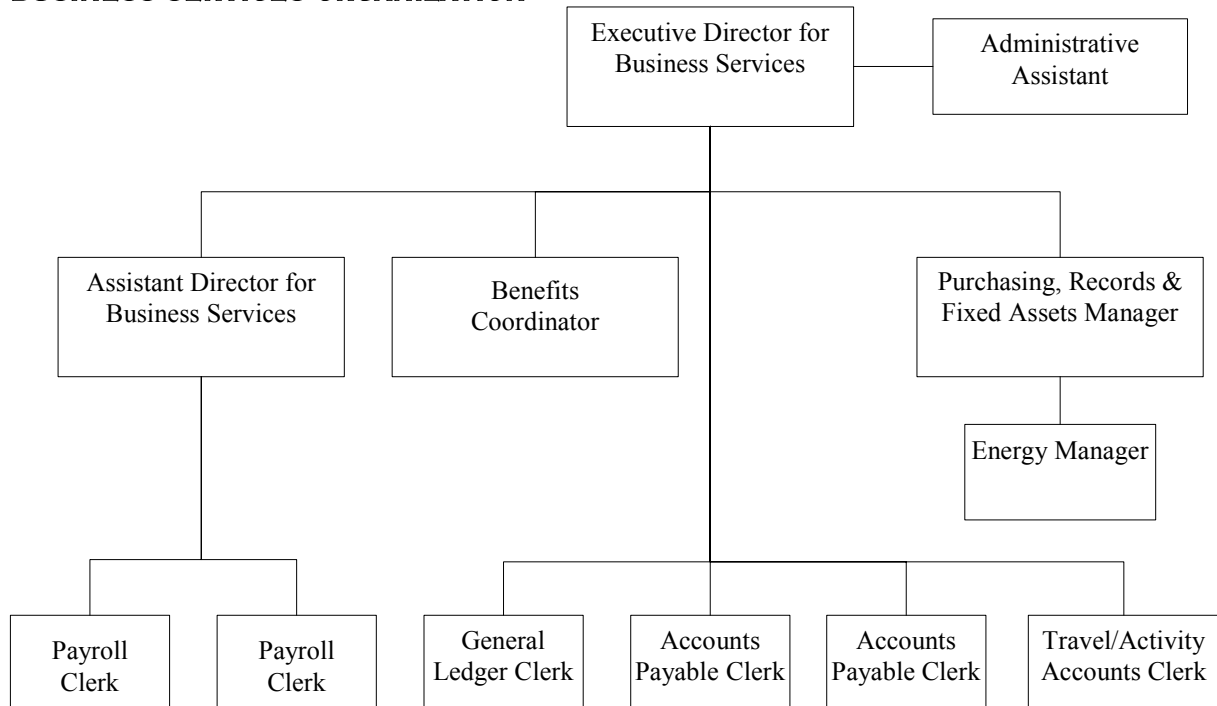 Executive Director for
Business Services
Administrative
Assistant
Assistant Director for
Business Services
Benefits
Coordinator
Purchasing, Records &
Fixed Assets Manager
Energy Manager
Payroll
Clerk
Payroll
Clerk
General
Ledger Clerk
Accounts
Payable Clerk
Accounts
Payable Clerk
Travel/Activity
Accounts Clerk